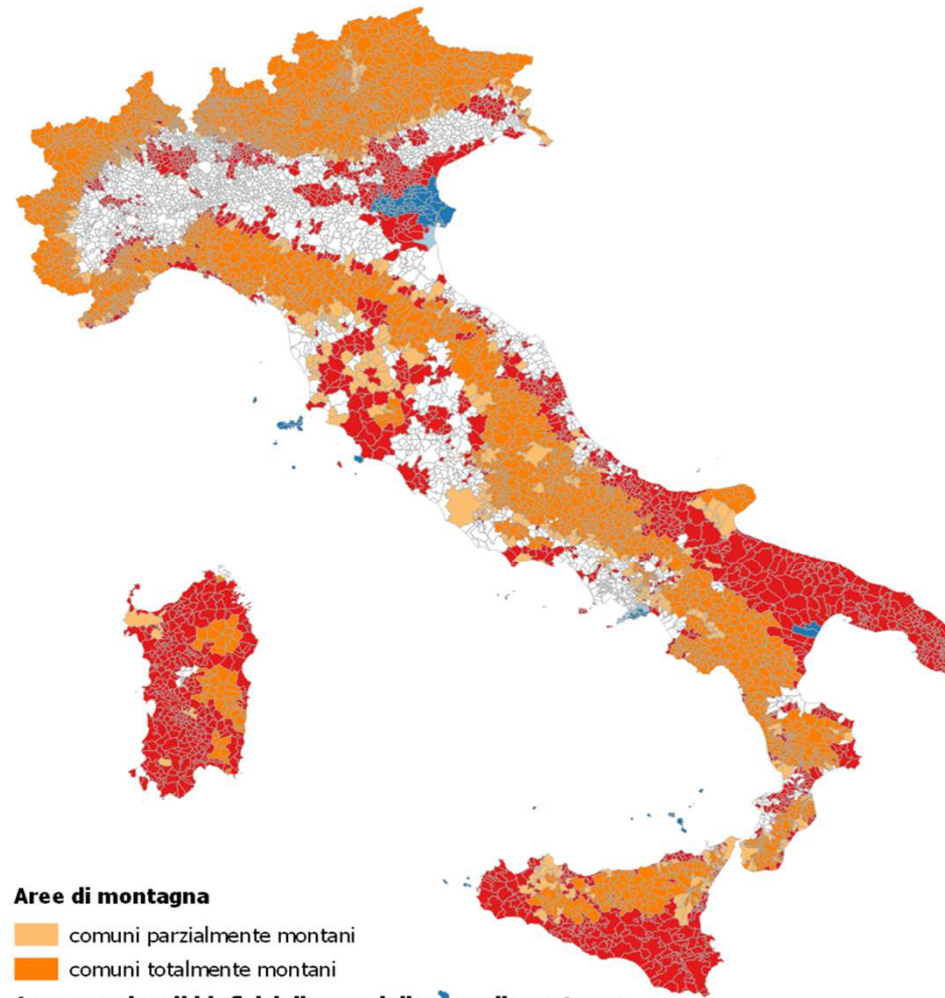 Aree di montagna
comuni parzialmente montani
comuni totalmente montani